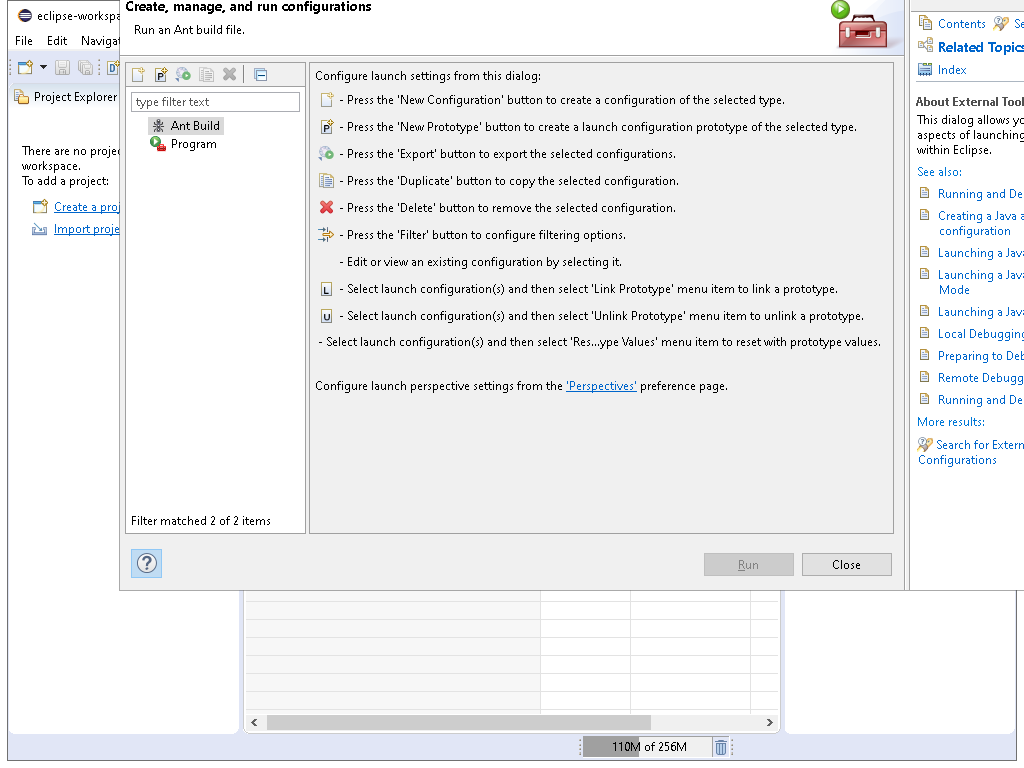 eclipse-workspa
File Edit Navigat
Project Explorer
There are no projec
workspace.
To add a project:
Create a proj
Import proje
Create, manage, and run configurations
Run an Ant build file.
type filter text
Ant Build
Program
Filter matched 2 of 2 items
Configure launch settings from this dialog:
- Press the 'New Configuration' button to create a configuration of the selected type.
- Press the 'New Prototype' button to create a launch configuration prototype of the selected type.
- Press the 'Export' button to export the selected configurations.
- Press the 'Duplicate' button to copy the selected configuration.
- Press the 'Delete' button to remove the selected configuration.
- Press the 'Filter' button to configure filtering options.
- Edit or view an existing configuration by selecting it.
- Select launch configuration(s) and then select 'Link Prototype' menu item to link a prototype.
- Select launch configuration(s) and then select 'Unlink Prototype' menu item to unlink a prototype.
- Select launch configuration(s) and then select 'Res...ype Values' menu item to reset with prototype values.
Configure launch perspective settings from the 'Perspectives' preference page.
Run Close
Contents Se
Related Topics
Index
About External Tool
This dialog allows yo
aspects of launching
within Eclipse.
See also:
Running and De
Creating a Java a
configuration
Launching a Java
Launching a Java
Mode
Launching a Java
Local Debugging
Preparing to Deb
Remote Debugg
Running and De
More results:
Search for Extern
Configurations
110M of 256M